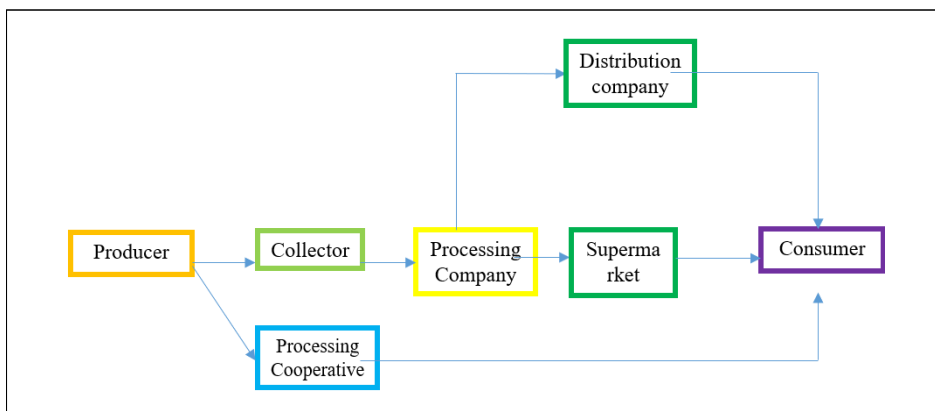 Distribution
company
Producer
Collector
Processing
Company
Superma
rket
Consumer
Processing
Cooperative